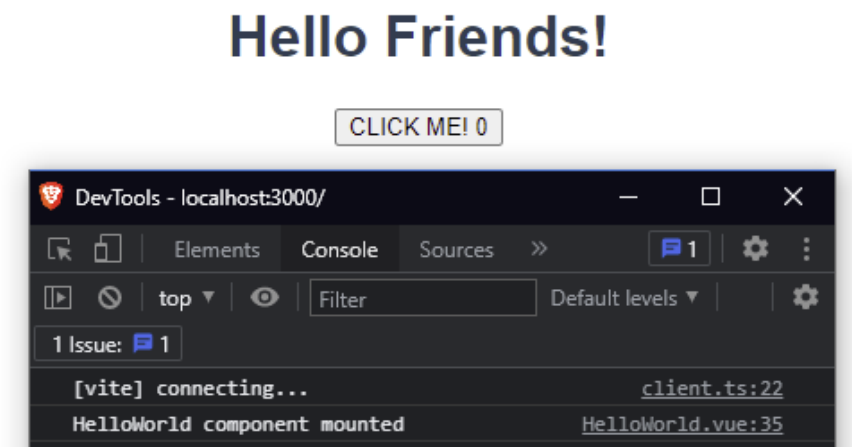 Hello Friends!
CLICK ME! 0
DevTools - localhost:3000/
Elements Console Sources » 1
top ▼ Filter Default levels ▼
1 Issue: 1
[vite] connecting... client.ts:22
HelloWorld component mounted HelloWorld.vue:35